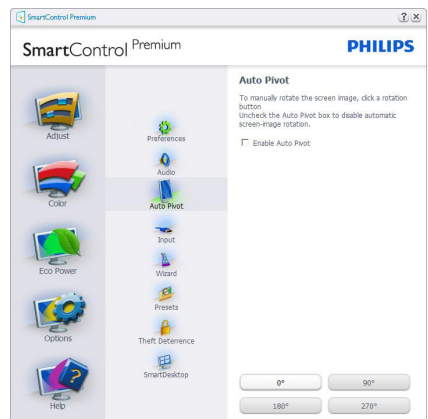 SmartControl Premium
? ×
SmartControl Premium
PHILIPS
Adjust
Color
Eco Power
Options
Help
Preferences
Audio
Auto Pivot
Input
Wizard
Presets
Theft Deterrence
SmartDesktop
Auto Pivot
To manually rotate the screen image, click a rotation
button
Uncheck the Auto Pivot box to disable automatic
screen-image rotation.
Enable Auto Pivot
0°
90°
180°
270°